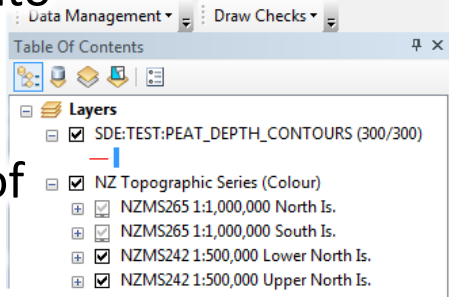 Data Management Draw Checks
Table Of Contents
Layers
SDE:TEST:PEAT_DEPTH_CONTOURS (300/300)
of
NZ Topographic Series (Colour)
NZMS265 1:1,000,000 North Is.
NZMS265 1:1,000,000 South Is.
NZMS242 1:500,000 Lower North Is.
NZMS242 1:500,000 Upper North Is.